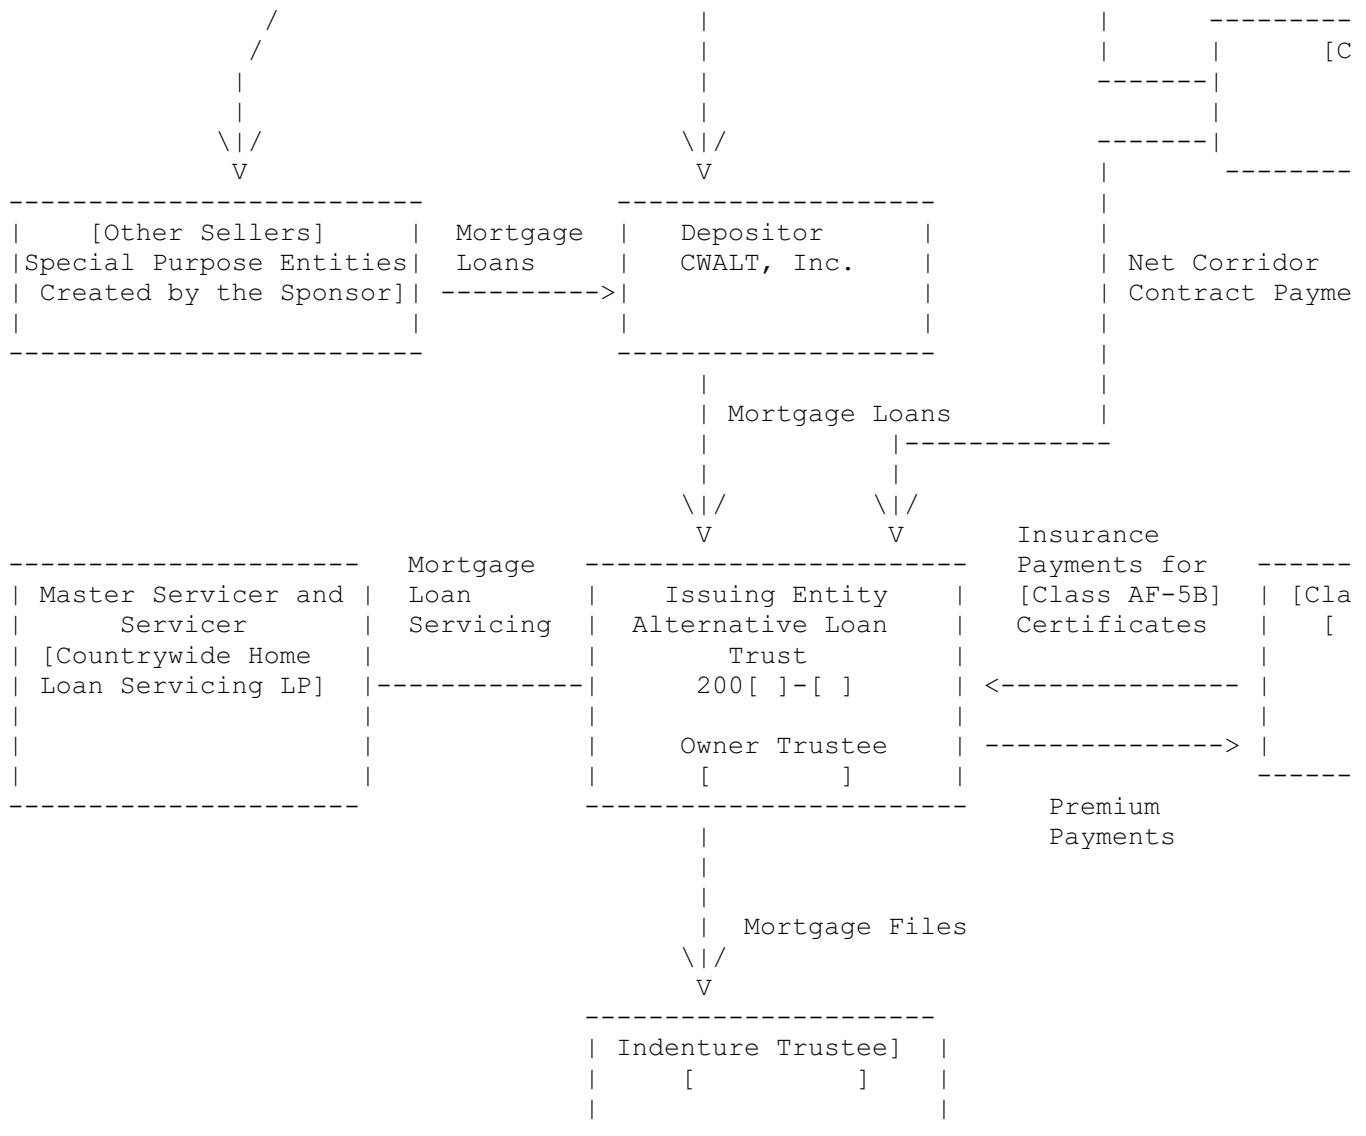 [C
[Other Sellers] Mortgage Depositor
Special Purpose Entities Loans CWALT, Inc. Net Corridor
Created by the Sponsor] Contract Payme
Mortgage Loans
Insurance
Mortgage Payments for
Master Servicer and Loan Issuing Entity [Class AF-5B] [Cla
Servicer Servicing Alternative Loan Certificates [
[Countrywide Home Trust
Loan Servicing LP] 200[ ]-[ ]
Owner Trustee
[ ]
Premium
Payments
Mortgage Files
Indenture Trustee]
[ ]